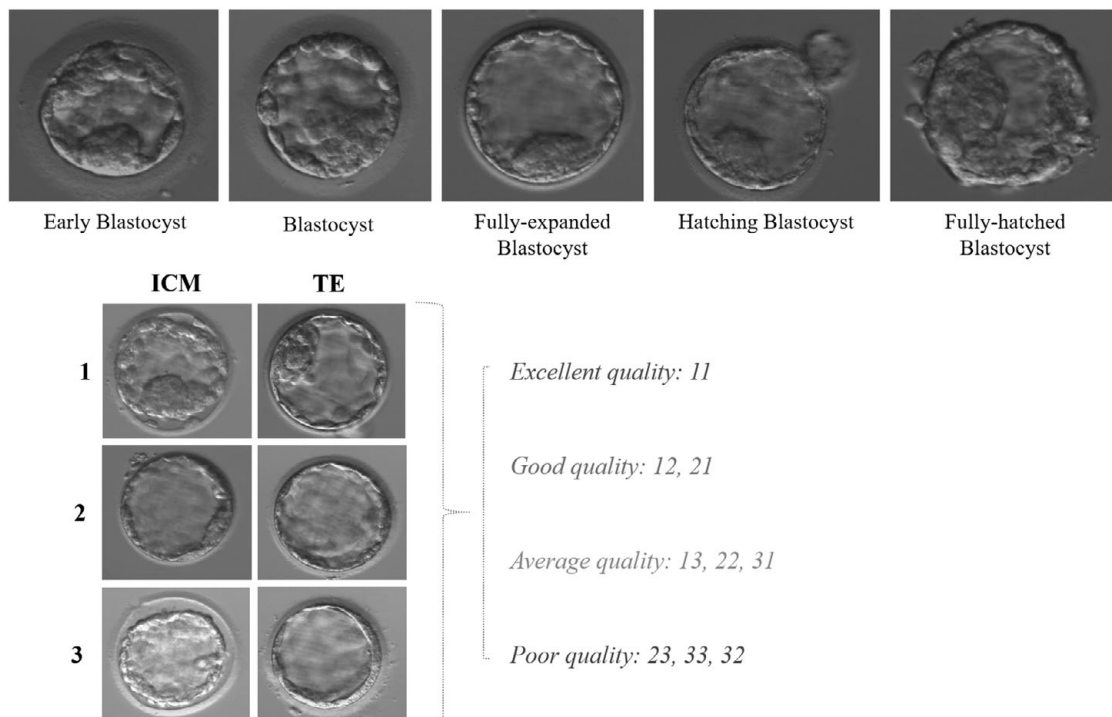 Early Blastocyst
Blastocyst
Fully-expanded
Blastocyst
Hatching Blastocyst
Fully-hatched
Blastocyst
ICM TE
1
Excellent quality: 11
Good quality: 12, 21
2
Average quality: 13, 22, 31
3
Poor quality: 23, 33, 32